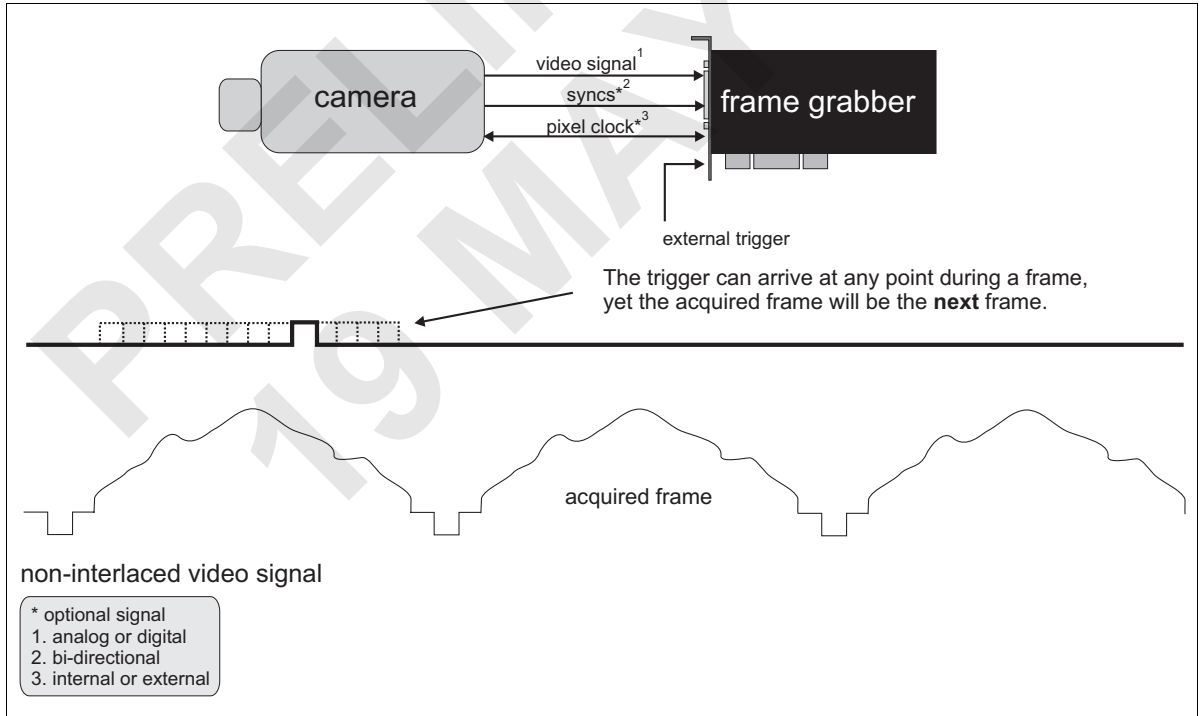 video signal¹
camera
syncs*²
frame grabber
pixel clock*³
external trigger
The trigger can arrive at any point during a frame,
yet the acquired frame will be the next frame.
acquired frame
non-interlaced video signal
* optional signal
1. analog or digital
2. bi-directional
3. internal or external
PRELI
19 MAY